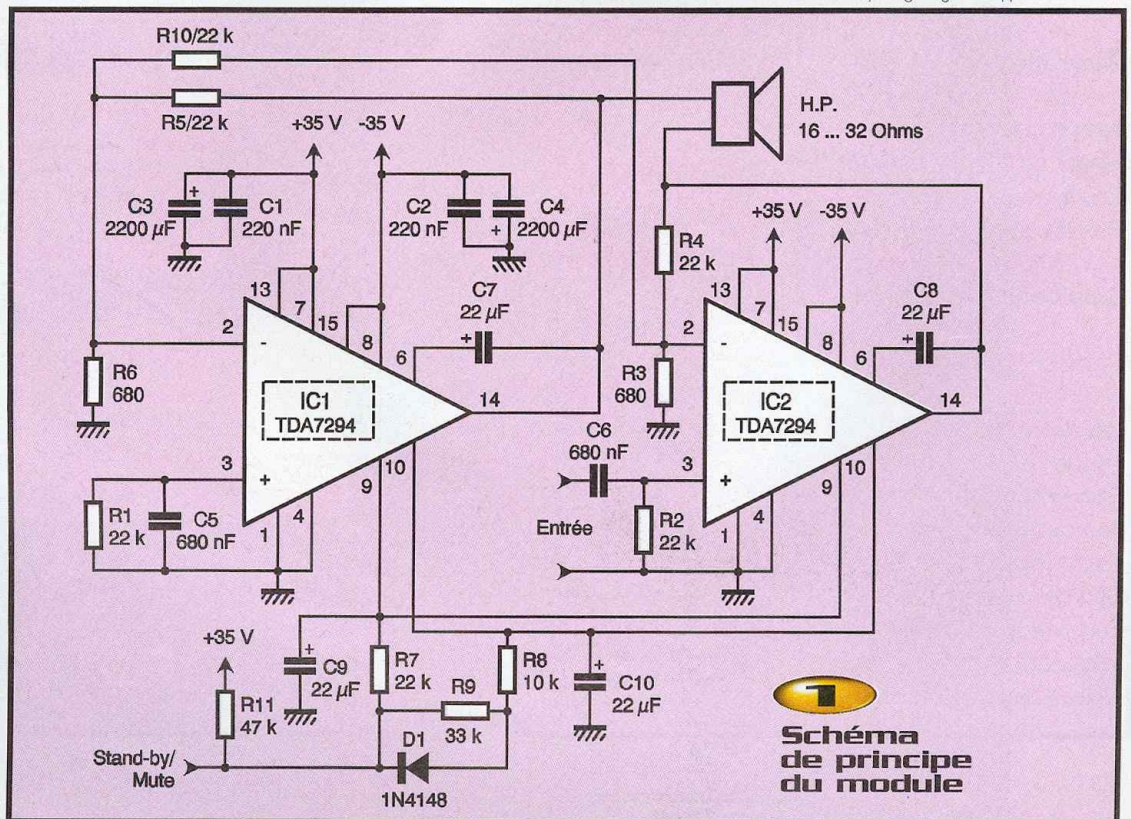 R10/22 k
R5/22 k
+35 V
-35 V
H.P.
16 ... 32 Ohms
C3
2200 µF
+
C1
220 nF
C2
220 nF
C4
2200 µF
+
+35 V
-35 V
R4
22 k
13
7
15
8
C7
22 µF
+
6
2
-
14
R6
680
IC1
TDA7294
13
7
15
8
C8
22 µF
+
6
2
-
14
R3
680
IC2
TDA7294
C6
680 nF
10
9
3
+
R1
22 k
C5
680 nF
1
4
Entrée
R2
22 k
3
+
1
4
10
9
+35 V
R11
47 k
+
C9
22 µF
R7
22 k
R9
33 k
R8
10 k
+
C10
22 µF
Stand-by/
Mute
D1
1N4148
1
Schéma
de principe
du module